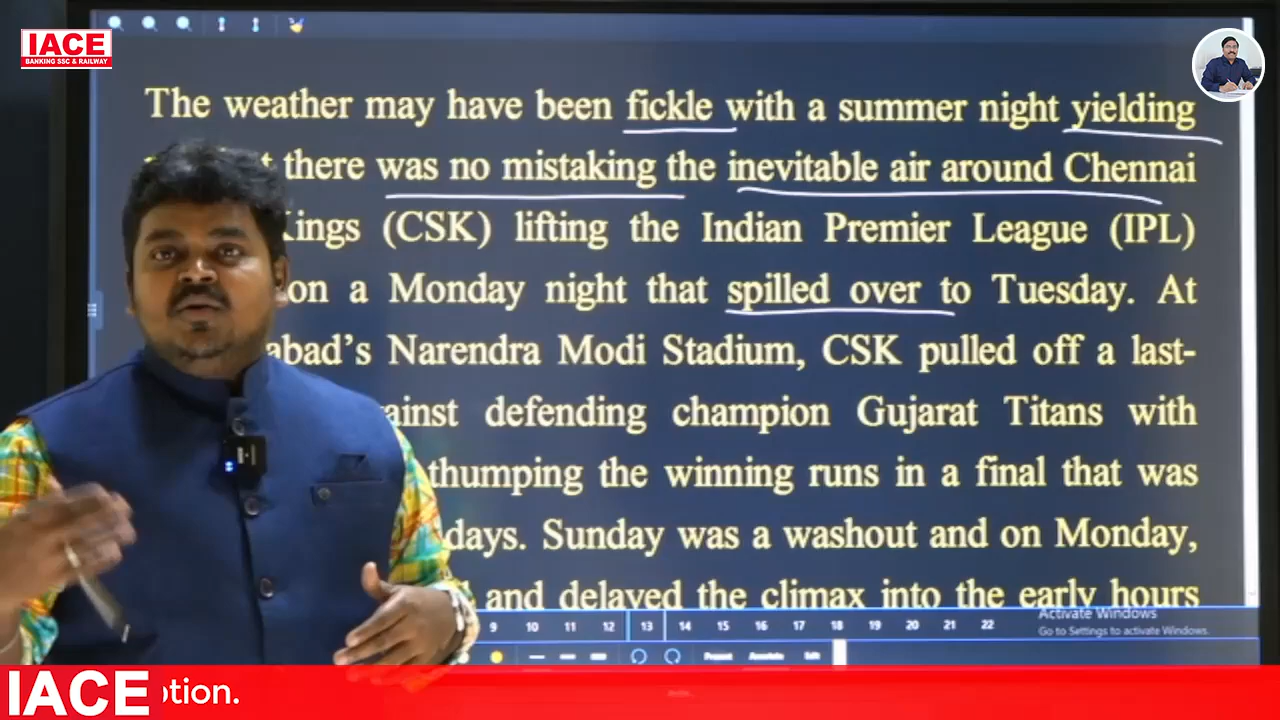 IACE
BANKING SSC & RAILWAY
The weather may have been fickle with a summer night yielding
there was no mistaking the inevitable air around Chennai
Kings (CSK) lifting the Indian Premier League (IPL)
on a Monday night that spilled over to Tuesday. At
abad's Narendra Modi Stadium, CSK pulled off a last-
defending champion Gujarat Titans with
thumping the winning runs in a final that was
days. Sunday was a washout and on Monday,
and delayed the climax into the early hours
Activate Windows
Go to Settings to activate Windows.
9 10 11 12 13 14 15 16 17 18 19 20 21 22
Present Annotate Edit
IACE otion.